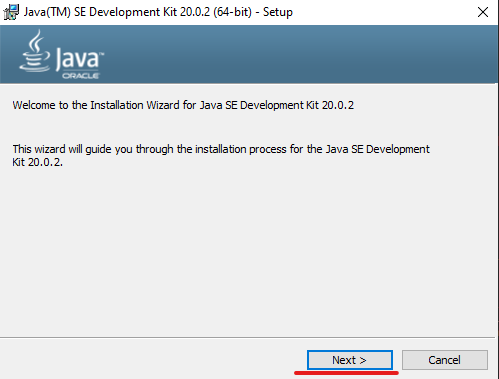 Java(TM) SE Development Kit 20.0.2 (64-bit) - Setup
Java™
ORACLE
Welcome to the Installation Wizard for Java SE Development Kit 20.0.2
This wizard will guide you through the installation process for the Java SE Development
Kit 20.0.2.
Next >
Cancel